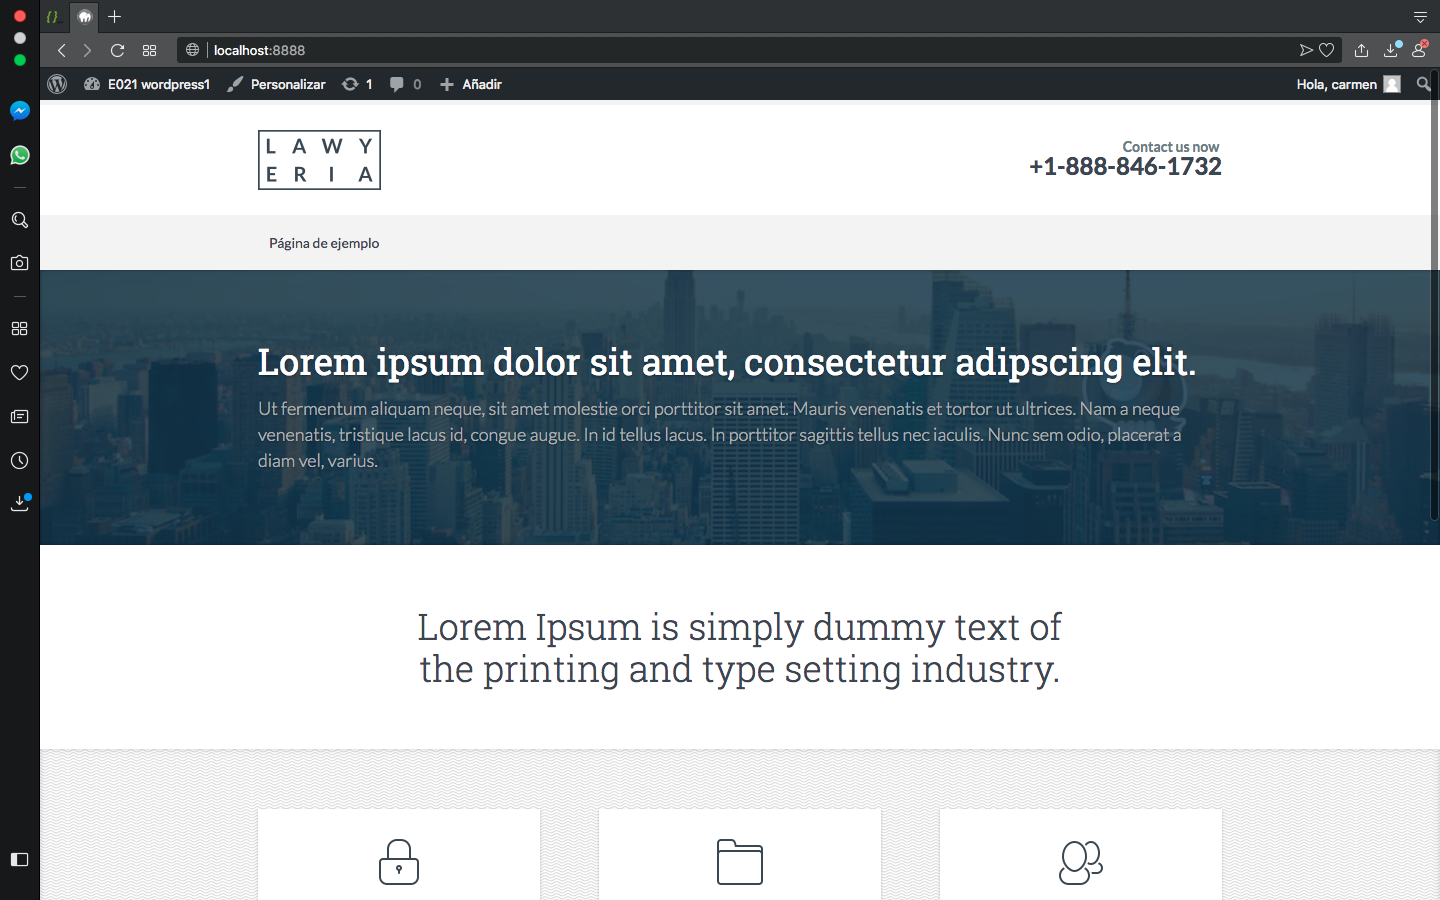 {}_
localhost:8888
E021 wordpress1 Personalizar 1 0 Añadir Hola, carmen
LAWY
ERIA
Contact us now
+1-888-846-1732
Página de ejemplo
Lorem ipsum dolor sit amet, consectetur adipscing elit.
Ut fermentum aliquam neque, sit amet molestie orci porttitor sit amet. Mauris venenatis et tortor ut ultrices. Nam a neque
venenatis, tristique lacus id, congue augue. In id tellus lacus. In porttitor sagittis tellus nec iaculis. Nunc sem odio, placerat a
diam vel, varius.
Lorem Ipsum is simply dummy text of
the printing and type setting industry.